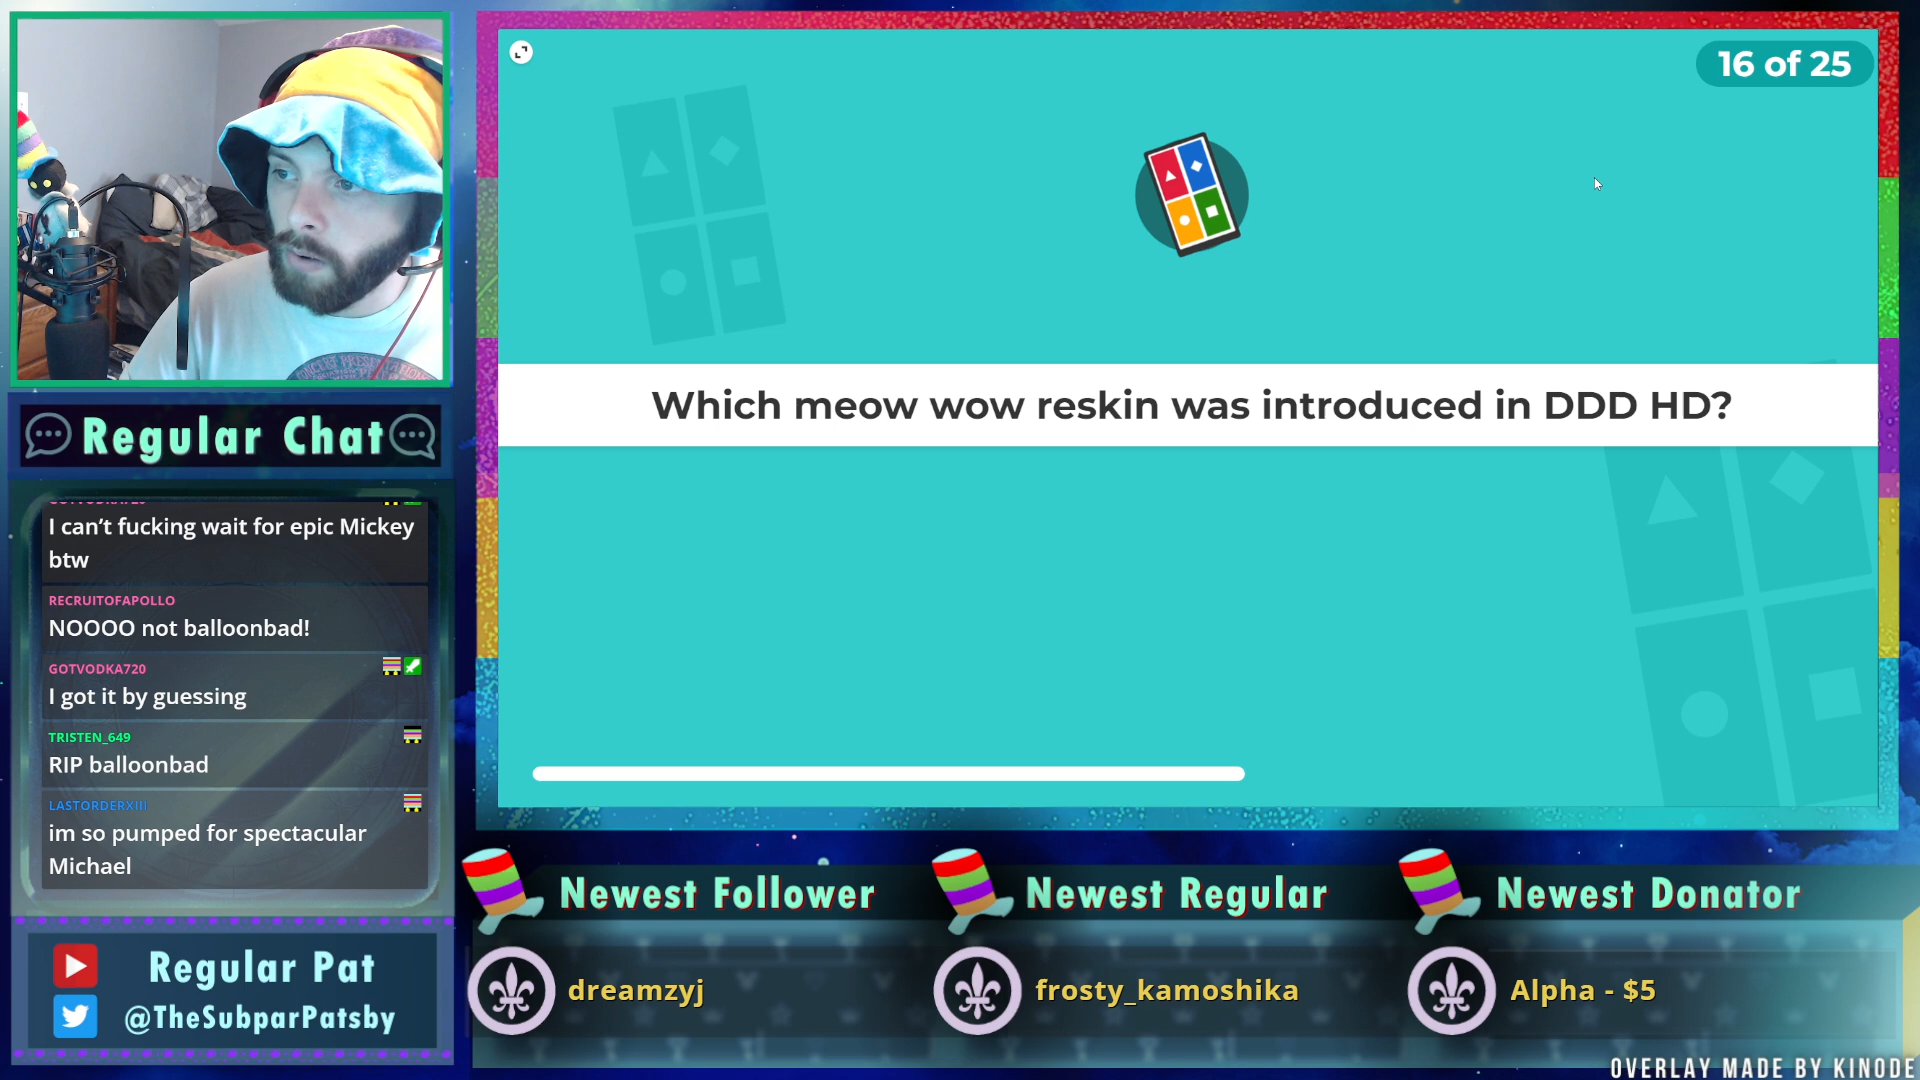 16 of 25
Which meow wow reskin was introduced in DDD HD?
Regular Chat
I can’t fucking wait for epic Mickey
btw
RECRUITOFAPOLLO
NOOOO not balloonbad!
GOTVODKA720
I got it by guessing
TRISTEN_649
RIP balloonbad
LASTORDERXIII
im so pumped for spectacular
Michael
Regular Pat
@TheSubparPatsby
Newest Follower
dreamzyj
Newest Regular
frosty_kamoshika
Newest Donator
Alpha - $5
OVERLAY MADE BY KINODE